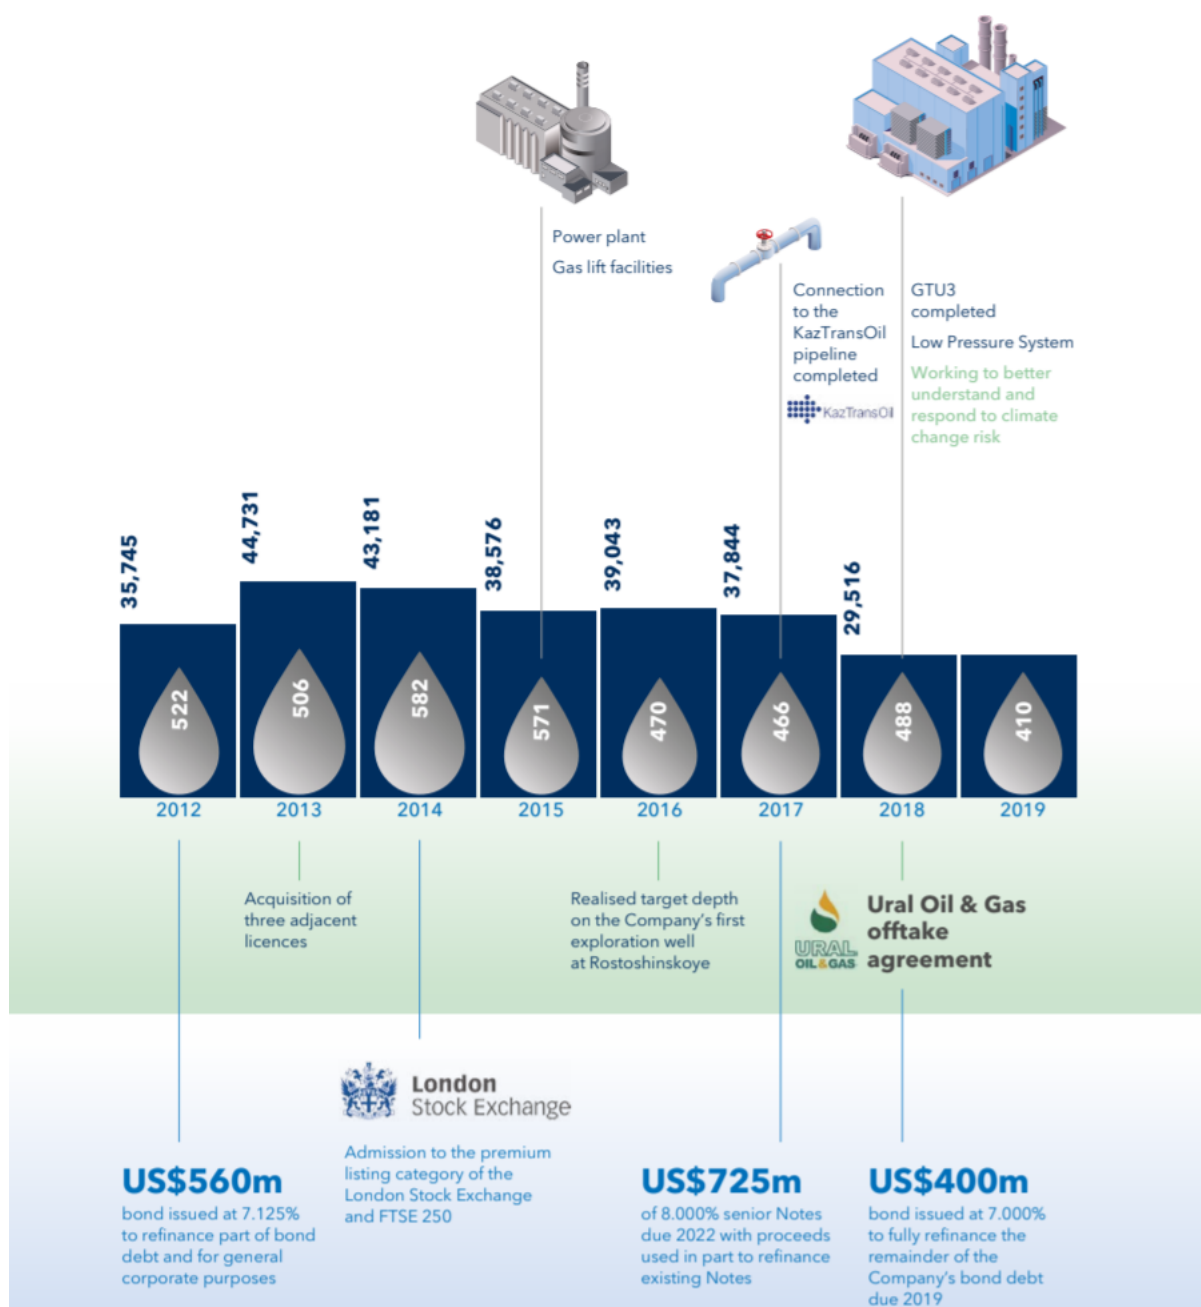 Power plant
Gas lift facilities
Connection
to the
KazTransOil
pipeline
completed
KazTransOil
GTU3
completed
Low Pressure System
Working to better
understand and
respond to climate
change risk
35,745
44,731
43,181
38,576
39,043
37,844
29,516
522
506
582
571
470
466
488
410
2012
2013
2014
2015
2016
2017
2018
2019
Acquisition of
three adjacent
licences
Realised target depth
on the Company's first
exploration well
at Rostoshinskoye
URAL
OIL&GAS
Ural Oil & Gas
offtake
agreement
London
Stock Exchange
Admission to the premium
listing category of the
London Stock Exchange
and FTSE 250
US$560m
bond issued at 7.125%
to refinance part of bond
debt and for general
corporate purposes
US$725m
of 8.000% senior Notes
due 2022 with proceeds
used in part to refinance
existing Notes
US$400m
bond issued at 7.000%
to fully refinance the
remainder of the
Company's bond debt
due 2019